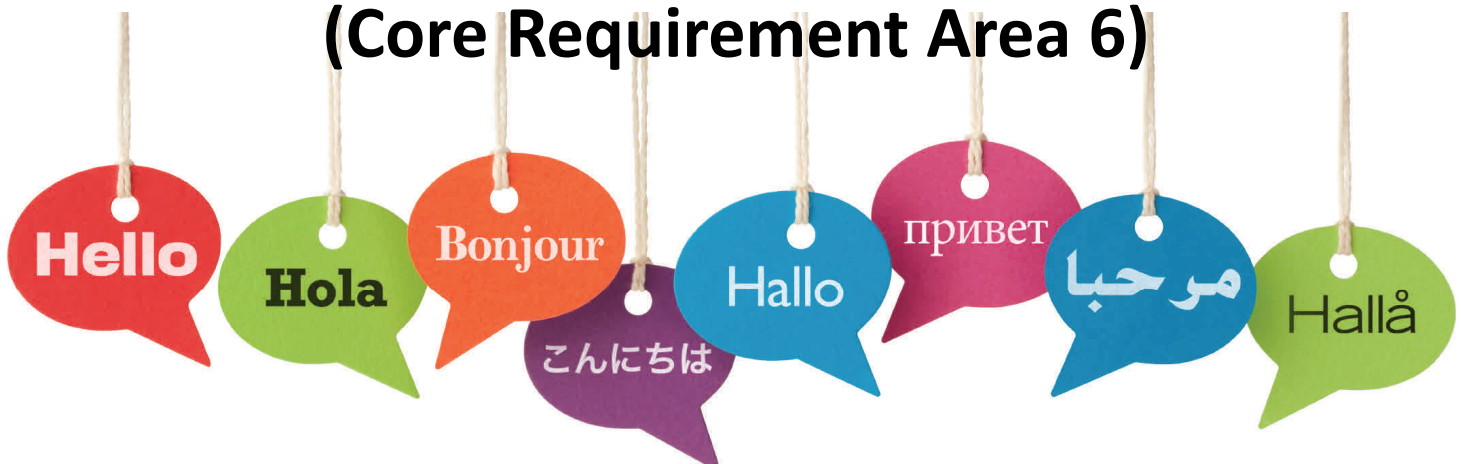 (Core Requirement Area 6)
Hello
Hola
Bonjour
こんにちは
Hallo
привет
مرحبا
Hallå